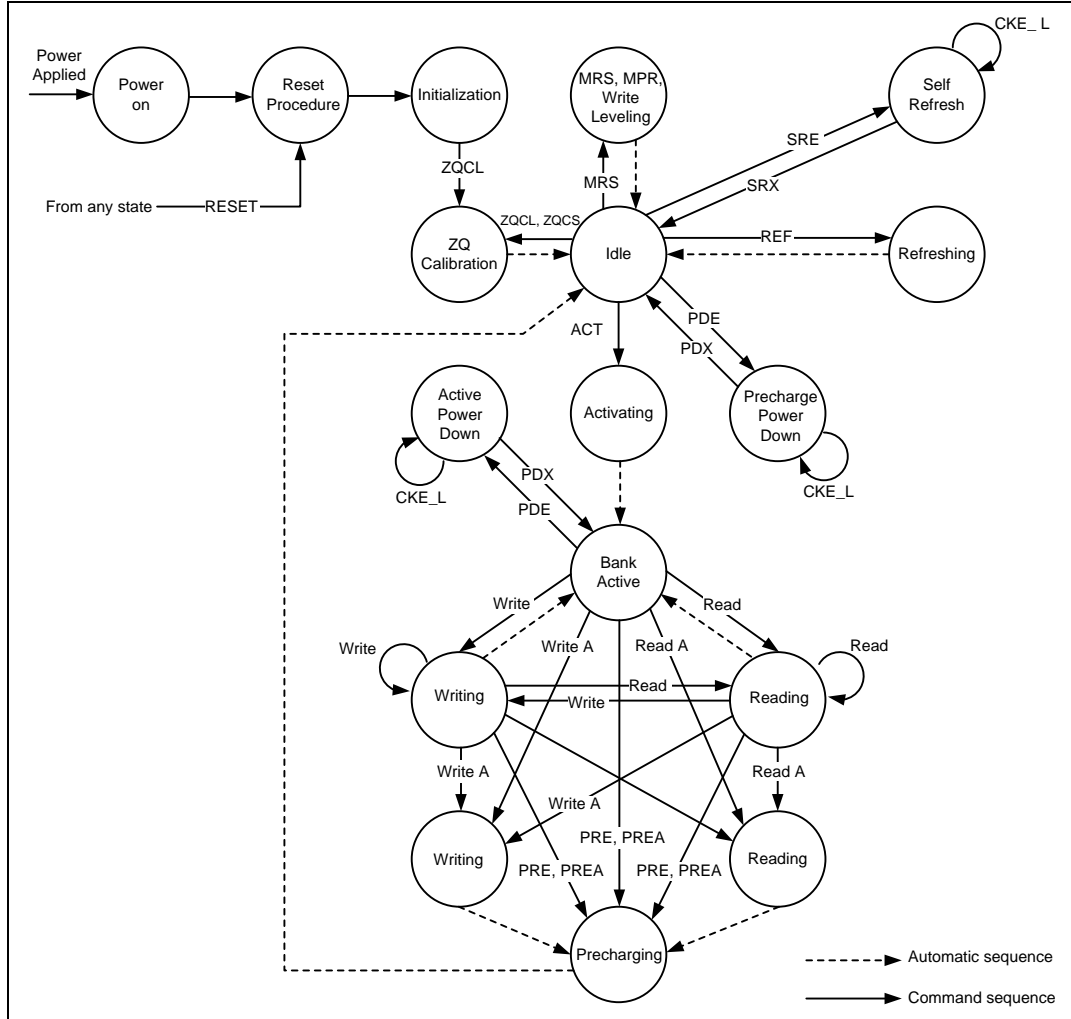 CKE_ L
Power
Applied
Power
on
Reset
Procedure
Initialization
MRS, MPR,
Write
Leveling
Self
Refresh
SRE
SRX
ZQCL
MRS
From any state
RESET
ZQCL, ZQCS
ZQ
Calibration
Idle
REF
Refreshing
ACT
PDE
PDX
Active
Power
Down
Activating
Precharge
Power
Down
PDX
PDE
CKE_L
CKE_L
Bank
Active
Write
Read
Write
Write A
Read A
Read
Writing
Read
Write
Reading
Write A
Read A
Write A
Writing
PRE, PREA
Reading
PRE, PREA
PRE, PREA
Precharging
Automatic sequence
Command sequence